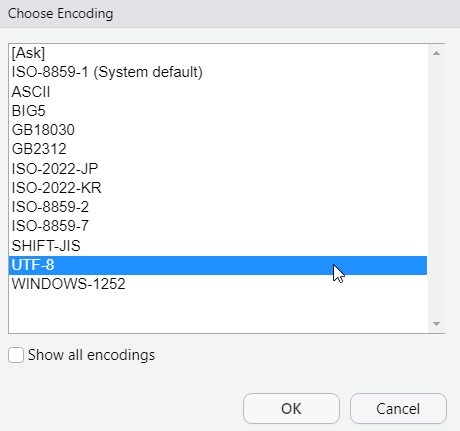 Choose Encoding
[Ask]
ISO-8859-1 (System default)
ASCII
BIG5
GB18030
GB2312
ISO-2022-JP
ISO-2022-KR
ISO-8859-2
ISO-8859-7
SHIFT-JIS
UTF-8
WINDOWS-1252
Show all encodings
OK Cancel